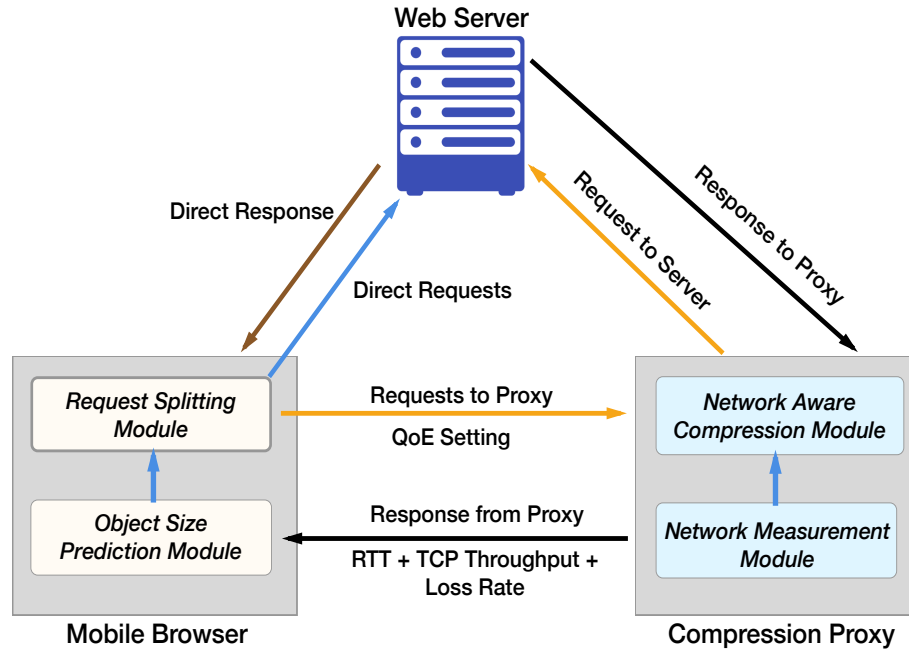 Web Server
Direct Response
Direct Requests
Request to Server
Response to Proxy
Request Splitting
Module
Object Size
Prediction Module
Mobile Browser
Requests to Proxy
QoE Setting
Response from Proxy
RTT + TCP Throughput +
Loss Rate
Network Aware
Compression Module
Network Measurement
Module
Compression Proxy